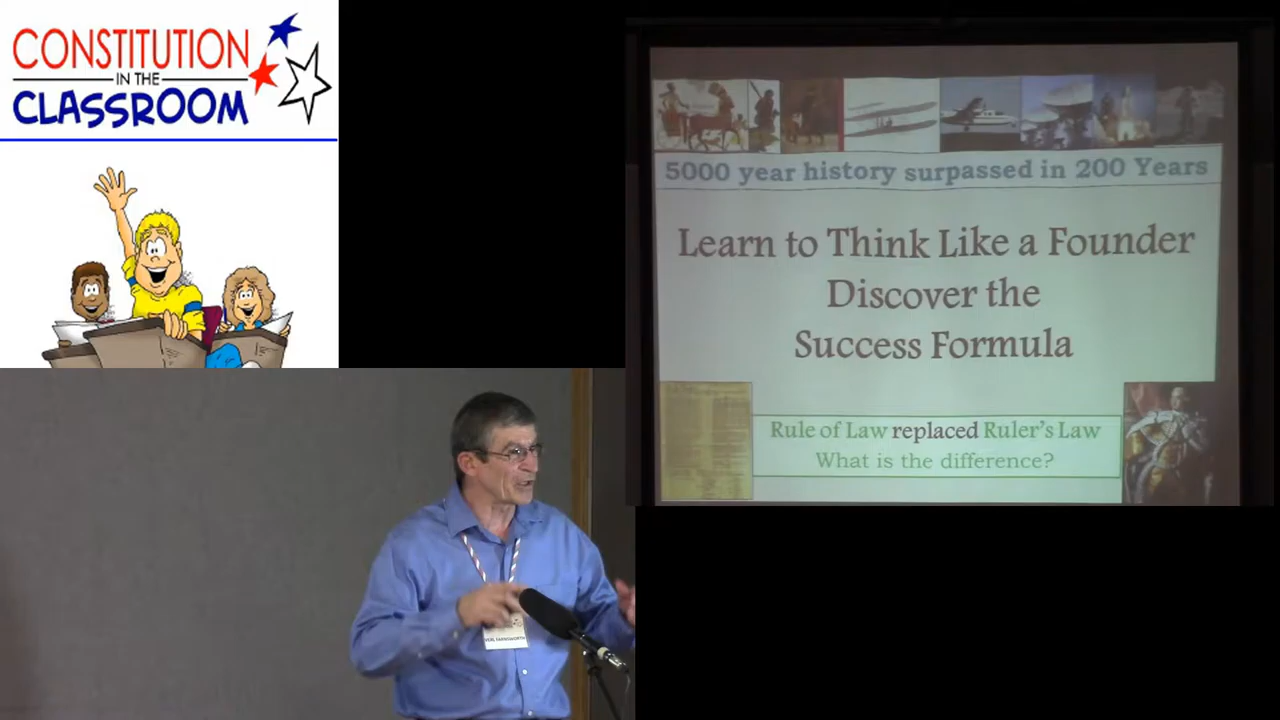 CONSTITUTION
IN THE
CLASSROOM
5000 year history surpassed in 200 Years
Learn to Think Like a Founder
Discover the
Success Formula
Rule of Law replaced Ruler's Law
What is the difference?
FARNSWORTH